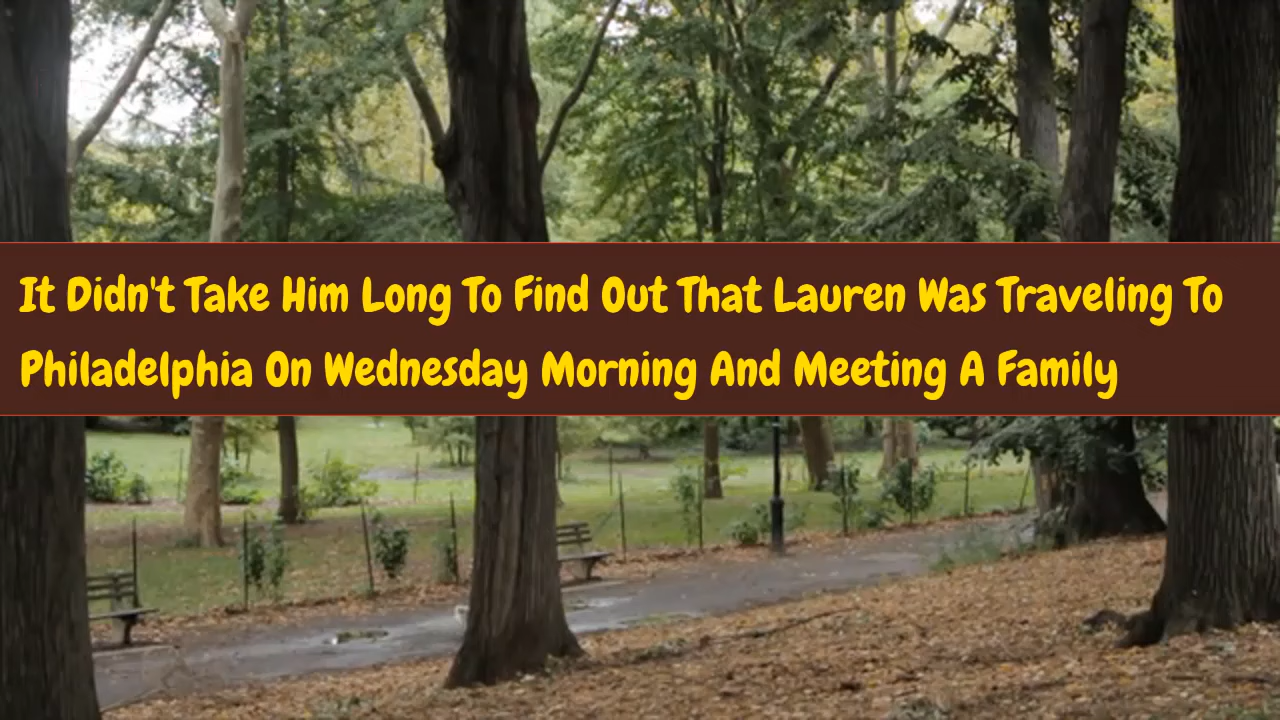 It Didn't Take Him Long To Find Out That Lauren Was Traveling To
Philadelphia On Wednesday Morning And Meeting A Family